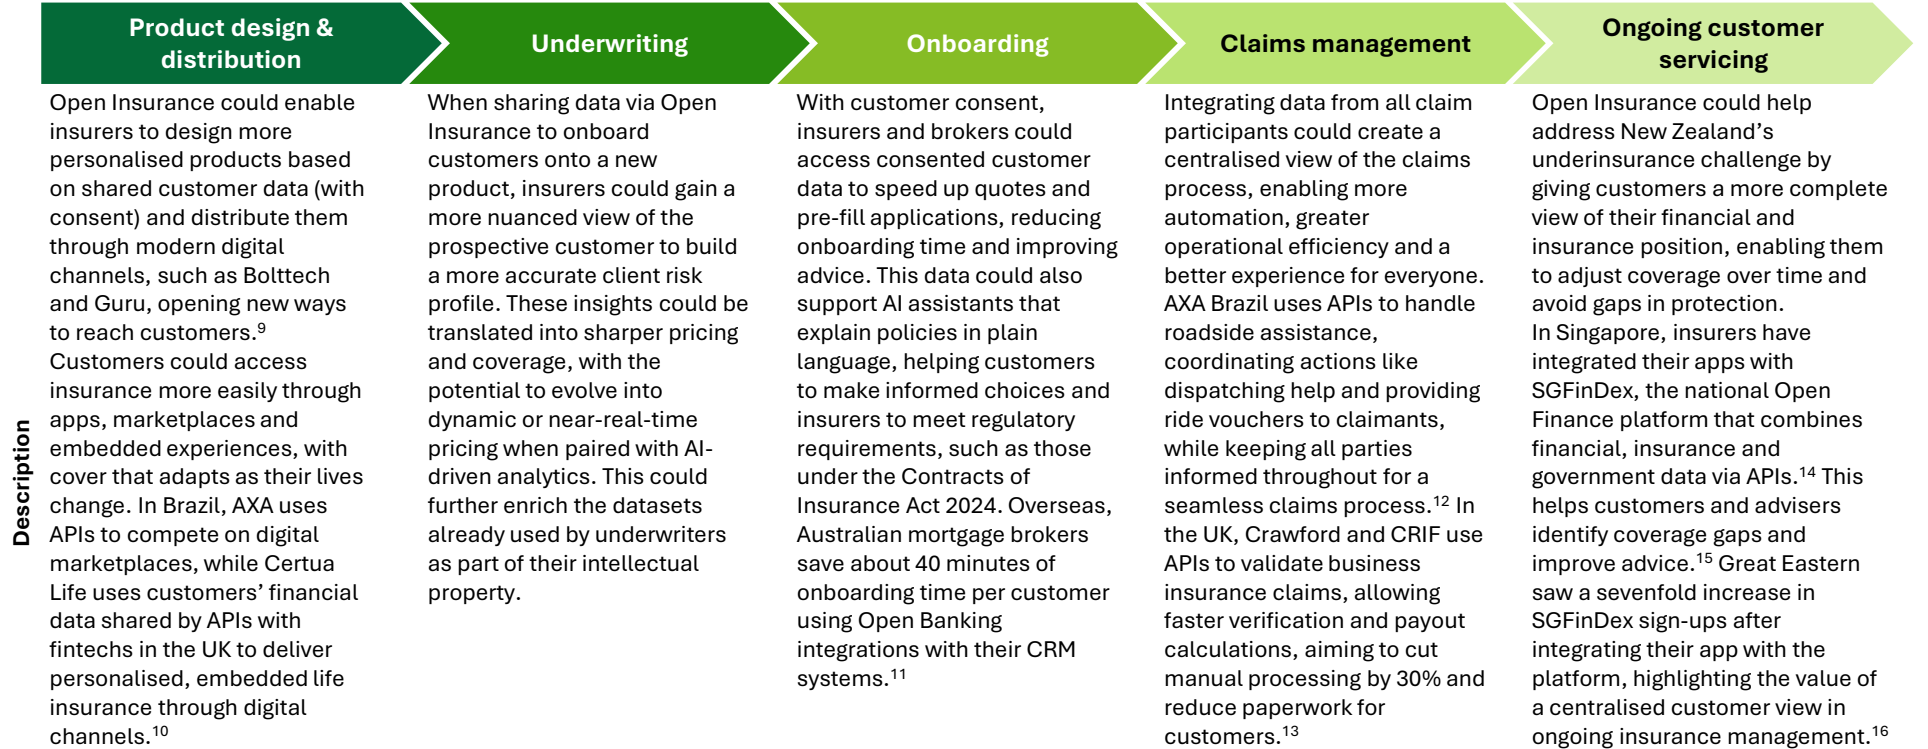 Product design &
distribution
Underwriting
Onboarding
Claims management
Ongoing customer
servicing
Description
Open Insurance could enable
insurers to design more
personalised products based
on shared customer data (with
consent) and distribute them
through modern digital
channels, such as Bolttech
and Guru, opening new ways
to reach customers.⁹
Customers could access
insurance more easily through
apps, marketplaces and
embedded experiences, with
cover that adapts as their lives
change. In Brazil, AXA uses
APIs to compete on digital
marketplaces, while Certua
Life uses customers’ financial
data shared by APIs with
fintechs in the UK to deliver
personalised, embedded life
insurance through digital
channels.¹⁰
When sharing data via Open
Insurance to onboard
customers onto a new
product, insurers could gain a
more nuanced view of the
prospective customer to build
a more accurate client risk
profile. These insights could be
translated into sharper pricing
and coverage, with the
potential to evolve into
dynamic or near-real-time
pricing when paired with AI-
driven analytics. This could
further enrich the datasets
already used by underwriters
as part of their intellectual
property.
With customer consent,
insurers and brokers could
access consented customer
data to speed up quotes and
pre-fill applications, reducing
onboarding time and improving
advice. This data could also
support AI assistants that
explain policies in plain
language, helping customers
to make informed choices and
insurers to meet regulatory
requirements, such as those
under the Contracts of
Insurance Act 2024. Overseas,
Australian mortgage brokers
save about 40 minutes of
onboarding time per customer
using Open Banking
integrations with their CRM
systems.¹¹
Integrating data from all claim
participants could create a
centralised view of the claims
process, enabling more
automation, greater
operational efficiency and a
better experience for everyone.
AXA Brazil uses APIs to handle
roadside assistance,
coordinating actions like
dispatching help and providing
ride vouchers to claimants,
while keeping all parties
informed throughout for a
seamless claims process.¹² In
the UK, Crawford and CRIF use
APIs to validate business
insurance claims, allowing
faster verification and payout
calculations, aiming to cut
manual processing by 30% and
reduce paperwork for
customers.¹³
Open Insurance could help
address New Zealand’s
underinsurance challenge by
giving customers a more complete
view of their financial and
insurance position, enabling them
to adjust coverage over time and
avoid gaps in protection.
In Singapore, insurers have
integrated their apps with
SGFinDex, the national Open
Finance platform that combines
financial, insurance and
government data via APIs.¹⁴ This
helps customers and advisers
identify coverage gaps and
improve advice.¹⁵ Great Eastern
saw a sevenfold increase in
SGFinDex sign-ups after
integrating their app with the
platform, highlighting the value of
a centralised customer view in
ongoing insurance management.¹⁶